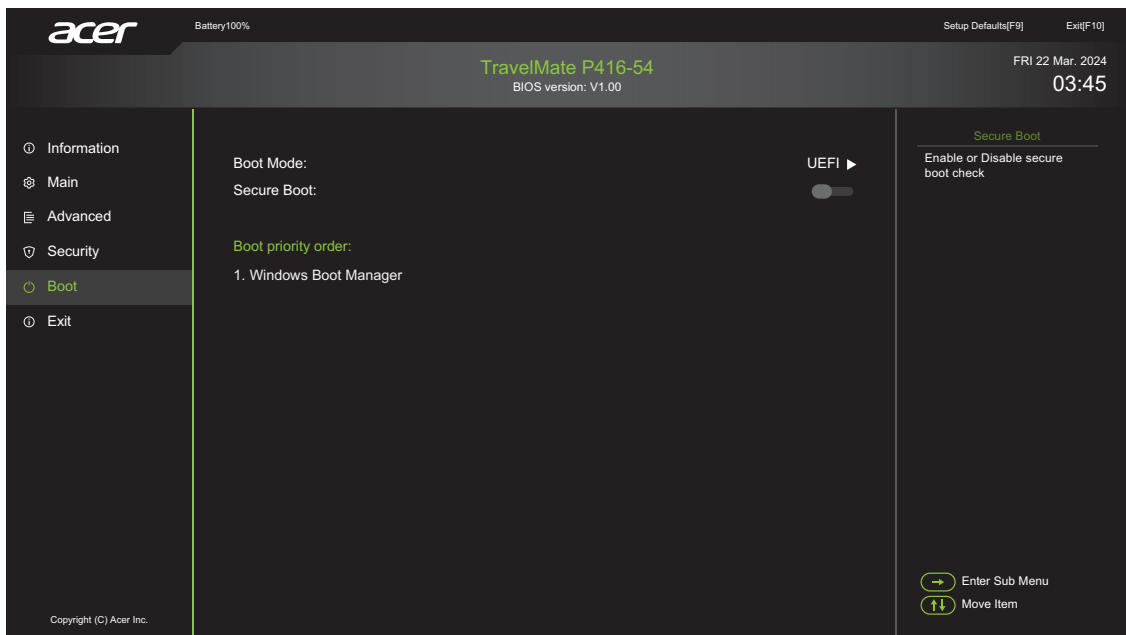 acer
Battery100%
Setup Defaults[F9]
Exit[F10]
TravelMate P416-54
BIOS version: V1.00
FRI 22 Mar. 2024
03:45
Information
Main
Advanced
Security
Boot
Exit
Boot Mode:
UEFI
Secure Boot:
Boot priority order:
1. Windows Boot Manager
Secure Boot
Enable or Disable secure
boot check
Enter Sub Menu
Move Item
Copyright (C) Acer Inc.